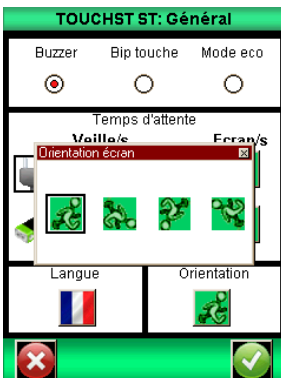 TOUCHST ST: Général
Buzzer Bip touche Mode eco
Temps d'attente
Veille/s Ecran/s
Orientation écran
Langue Orientation